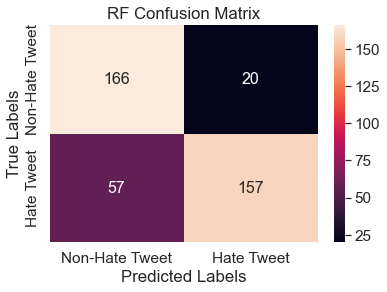 RF Confusion Matrix
True Labels
Non-Hate Tweet
Hate Tweet
166
20
57
157
Non-Hate Tweet
Hate Tweet
Predicted Labels
150
125
100
75
50
25